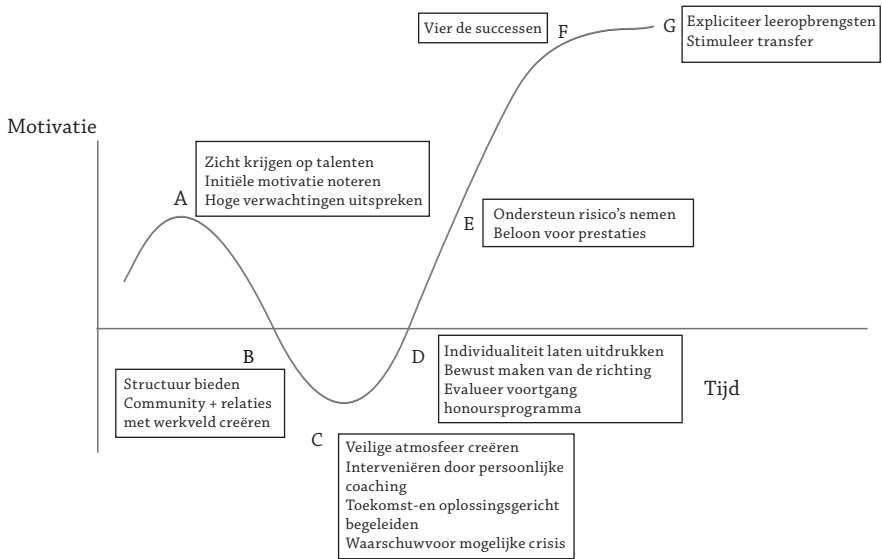 Vier de successen
F
G
Expliciteer leeropbrengsten
Stimuleer transfer
Motivatie
A
Zicht krijgen op talenten
Initiële motivatie noteren
Hoge verwachtingen uitspreken
E
Ondersteun risico's nemen
Beloon voor prestaties
B
Structuur bieden
Community + relaties
met werkveld creëren
D
Individualiteit laten uitdrukken
Bewust maken van de richting
Evalueer voortgang
honoursprogramma
Tijd
C
Veilige atmosfeer creëren
Interveniëren door persoonlijke
coaching
Toekomst-en oplossingsgericht
begeleiden
Waarschuwvoor mogelijke crisis